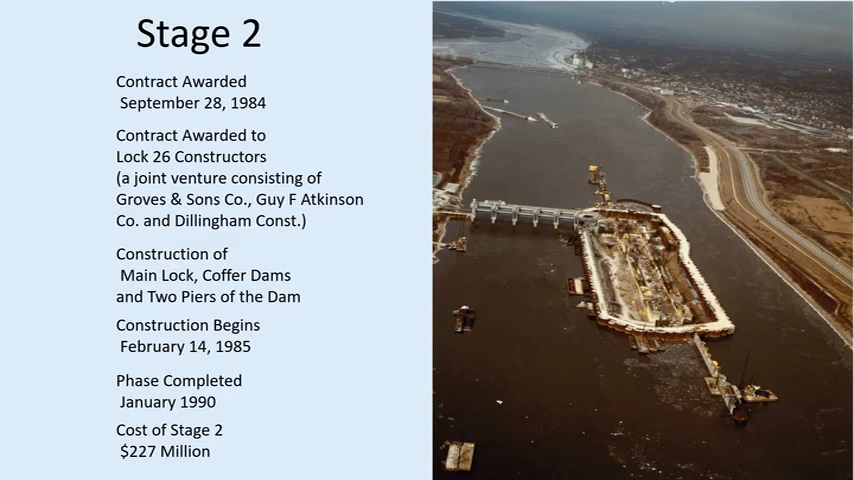 Stage 2
Contract Awarded
September 28, 1984
Contract Awarded to
Lock 26 Constructors
(a joint venture consisting of
Groves & Sons Co., Guy F Atkinson
Co. and Dillingham Const.)
Construction of
Main Lock, Coffer Dams
and Two Piers of the Dam
Construction Begins
February 14, 1985
Phase Completed
January 1990
Cost of Stage 2
$227 Million